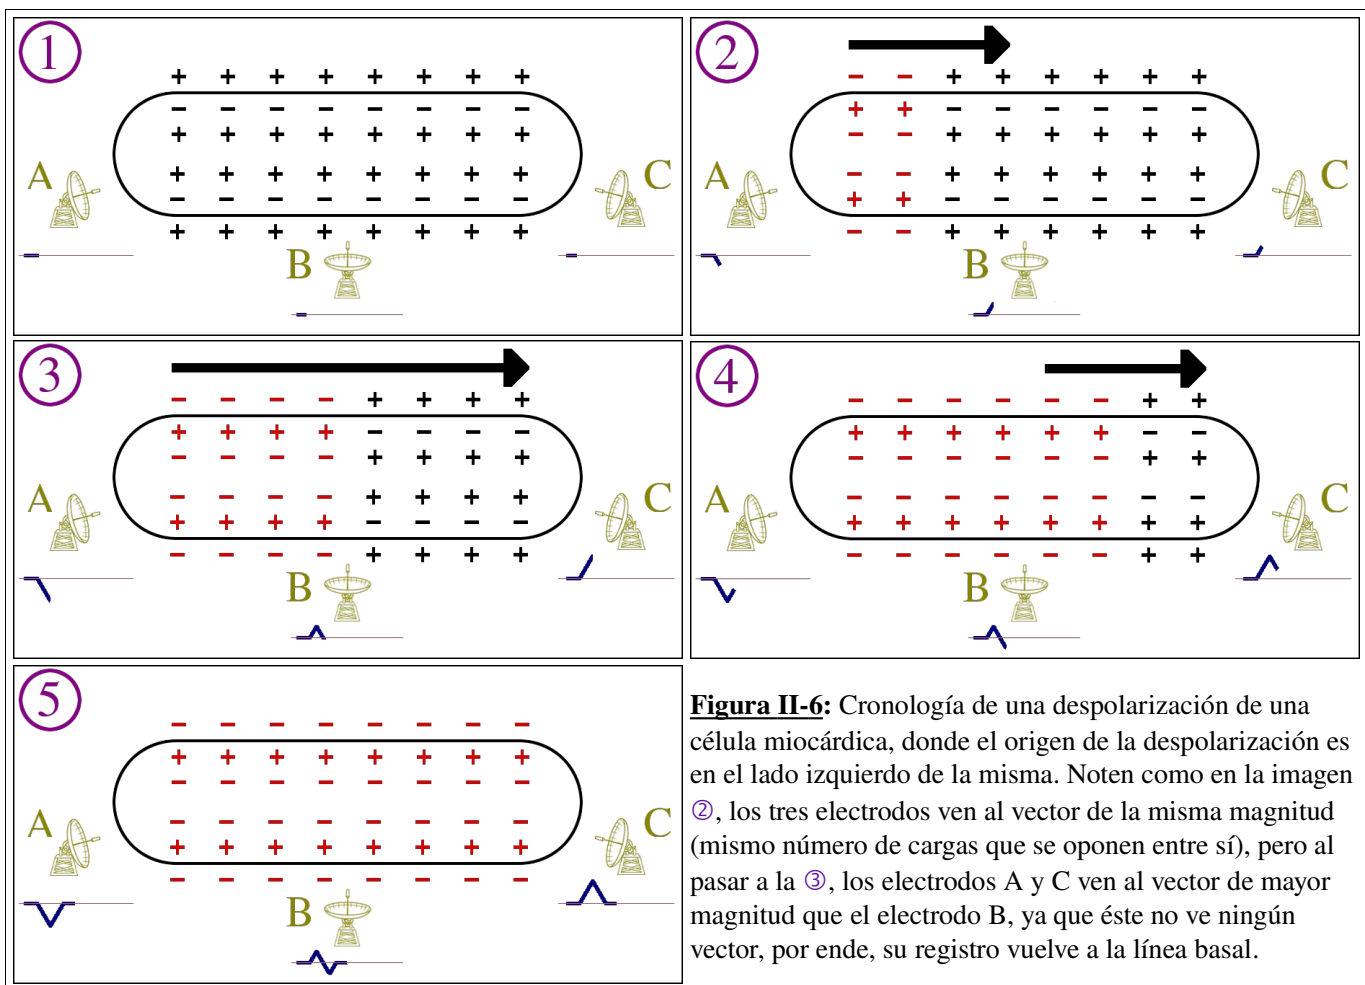 1
A
C
B
2
A
C
B
3
A
C
B
4
A
C
B
5
A
C
B
Figura II-6: Cronología de una despolarización de una
célula miocárdica, donde el origen de la despolarización es
en el lado izquierdo de la misma. Noten como en la imagen
②, los tres electrodos ven al vector de la misma magnitud
(mismo número de cargas que se oponen entre sí), pero al
pasar a la ③, los electrodos A y C ven al vector de mayor
magnitud que el electrodo B, ya que éste no ve ningún
vector, por ende, su registro vuelve a la línea basal.